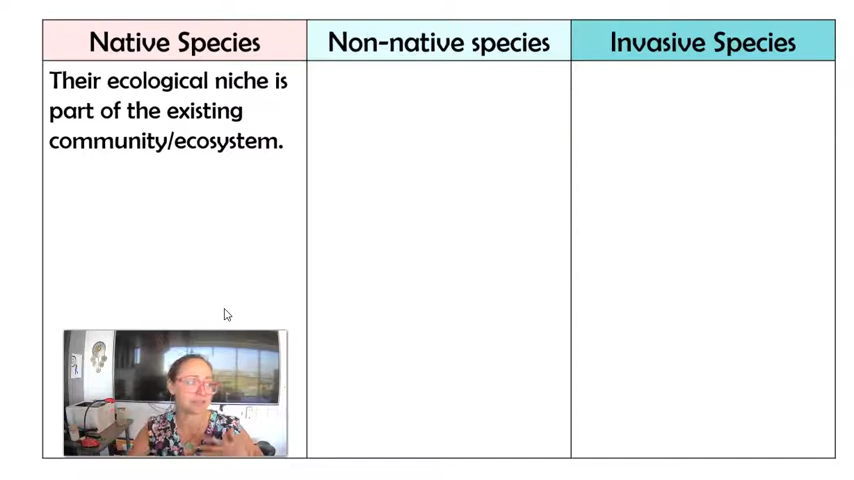 Native Species
Non-native species
Invasive Species
Their ecological niche is
part of the existing
community/ecosystem.